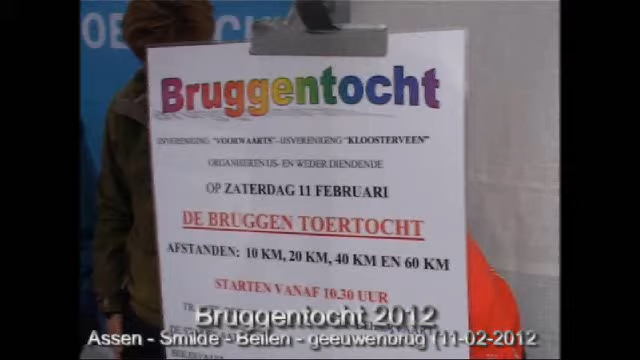 Bruggentocht
IJSVERENIGING "VOORWAARTS"-IJSVERENIGING "KLOOSTERVEEN"
ORGANISEREN IJS- EN WEDER DIENDENDE
OP ZATERDAG 11 FEBRUARI
DE BRUGGEN TOERTOCHT
AFSTANDEN: 10 KM, 20 KM, 40 KM EN 60 KM
STARTEN VANAF 10.30 UUR
Bruggentocht 2012
Assen - Smilde - Beilen - geeuwenbrug (11-02-2012